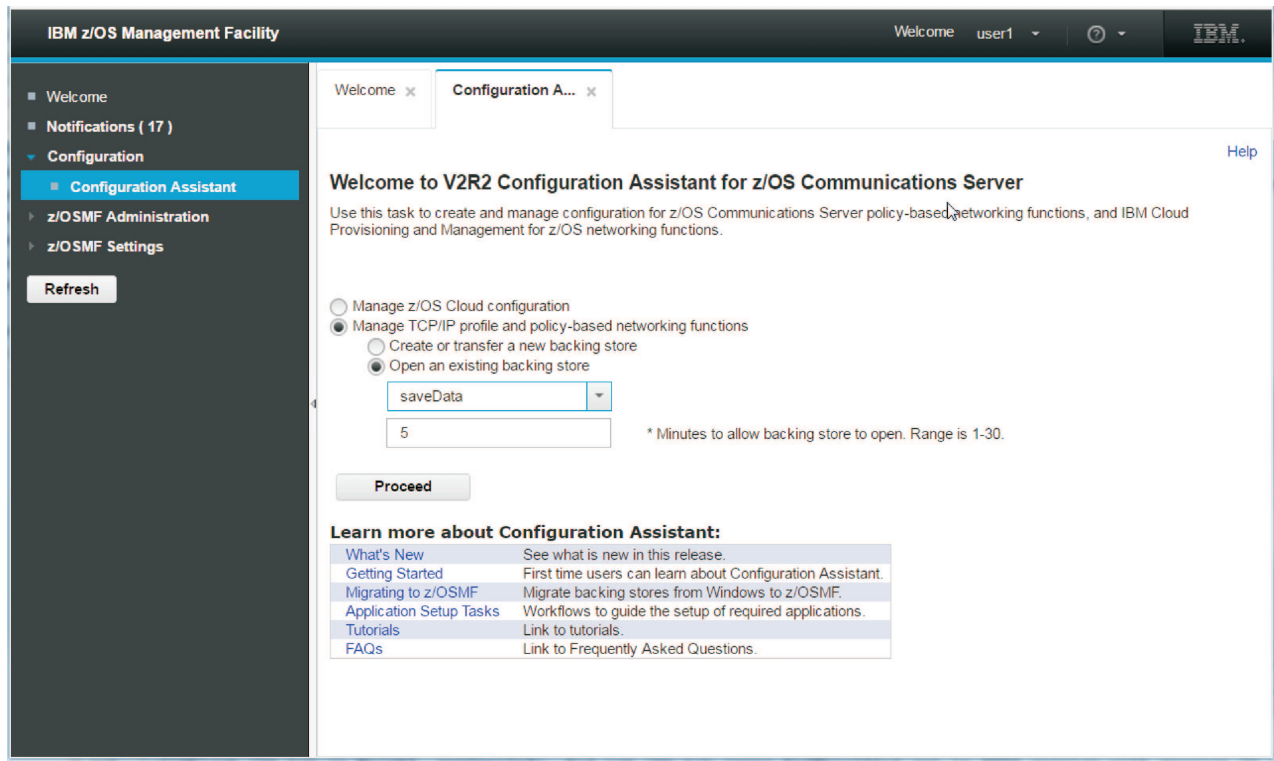 IBM z/OS Management Facility
Welcome user1
IBM.
Welcome
Notifications ( 17 )
Configuration
Configuration Assistant
z/OSMF Administration
z/OSMF Settings
Refresh
Welcome
Configuration A...
Help
Welcome to V2R2 Configuration Assistant for z/OS Communications Server
Use this task to create and manage configuration for z/OS Communications Server policy-based networking functions, and IBM Cloud
Provisioning and Management for z/OS networking functions.
Manage z/OS Cloud configuration
Manage TCP/IP profile and policy-based networking functions
Create or transfer a new backing store
Open an existing backing store
saveData
5 * Minutes to allow backing store to open. Range is 1-30.
Proceed
Learn more about Configuration Assistant:
What's New See what is new in this release.
Getting Started First time users can learn about Configuration Assistant.
Migrating to z/OSMF Migrate backing stores from Windows to z/OSMF.
Application Setup Tasks Workflows to guide the setup of required applications.
Tutorials Link to tutorials.
FAQs Link to Frequently Asked Questions.